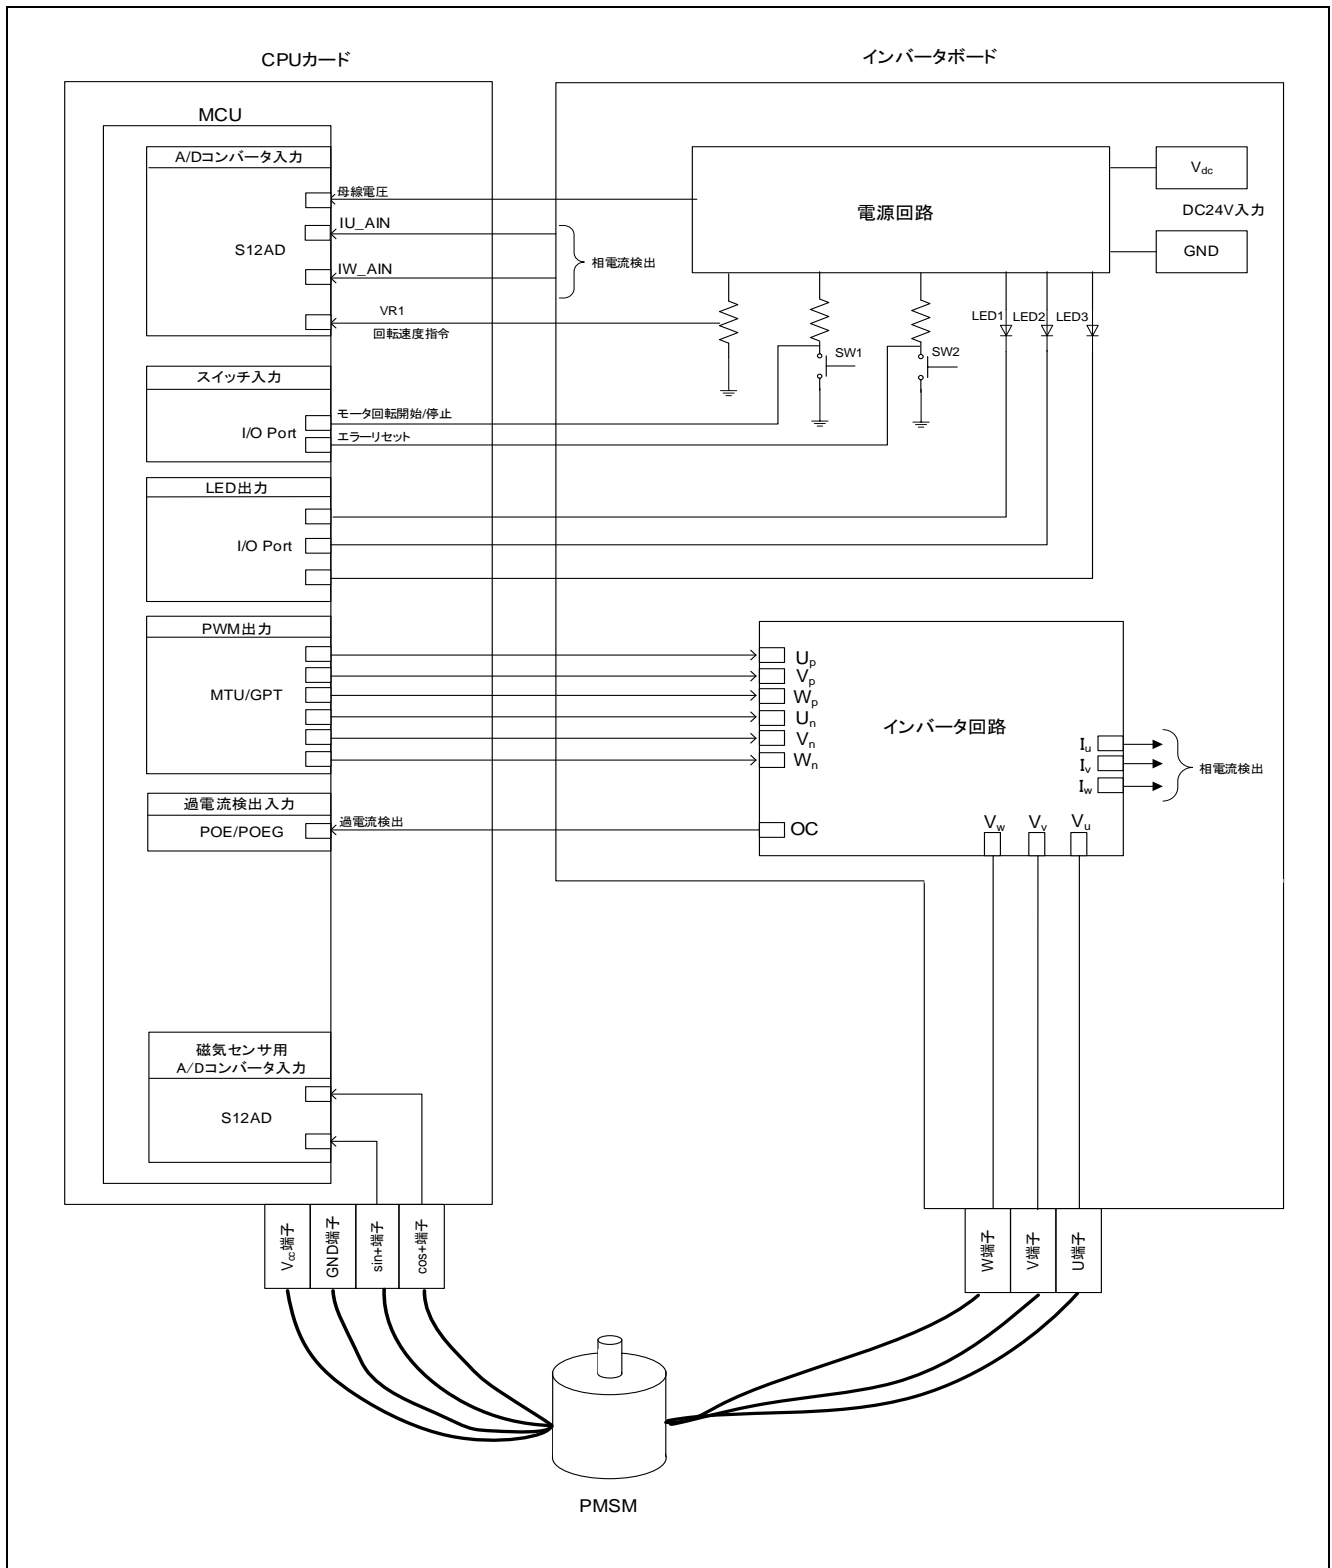 CPUカード
インバータボード
MCU
A/Dコンバータ入力
S12AD
母線電圧
IU_AIN
IW_AIN
相電流検出
VR1
回転速度指令
電源回路
Vdc
DC24V入力
GND
LED1
LED2
LED3
SW1
SW2
スイッチ入力
I/O Port
モータ回転開始/停止
エラーリセット
LED出力
I/O Port
PWM出力
MTU/GPT
Up
Vp
Wp
Un
Vn
Wn
インバータ回路
Iu
Iv
Iw
相電流検出
過電流検出入力
POE/POEG
過電流検出
OC
Vw
Vv
Vu
磁気センサ用
A/Dコンバータ入力
S12AD
Vcc端子
GND端子
sin+端子
cos+端子
W端子
V端子
U端子
PMSM